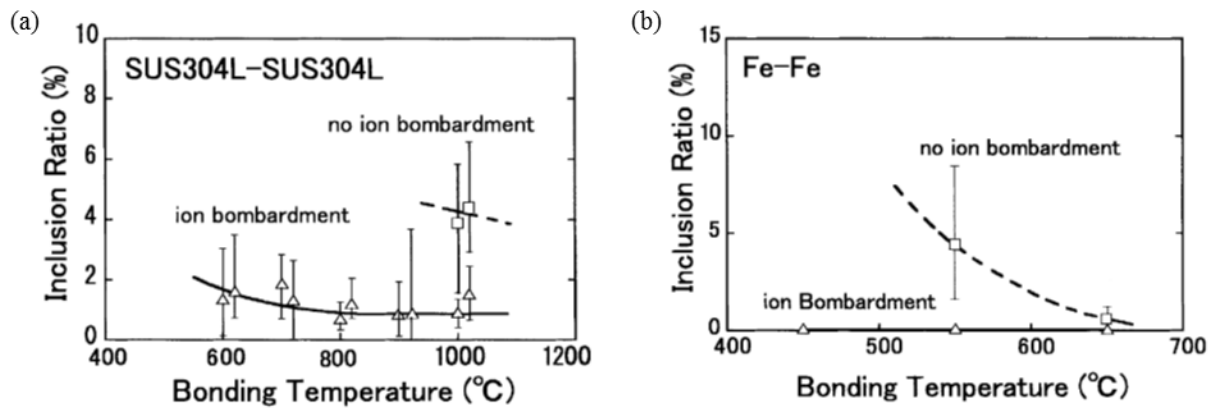 (a)
SUS304L-SUS304L
no ion bombardment
ion bombardment
Inclusion Ratio (%)
10
8
6
4
2
0
400
600
800
1000
1200
Bonding Temperature (°C)
(b)
Fe-Fe
no ion bombardment
ion Bombardment
Inclusion Ratio (%)
15
10
5
0
400
500
600
700
Bonding Temperature (°C)